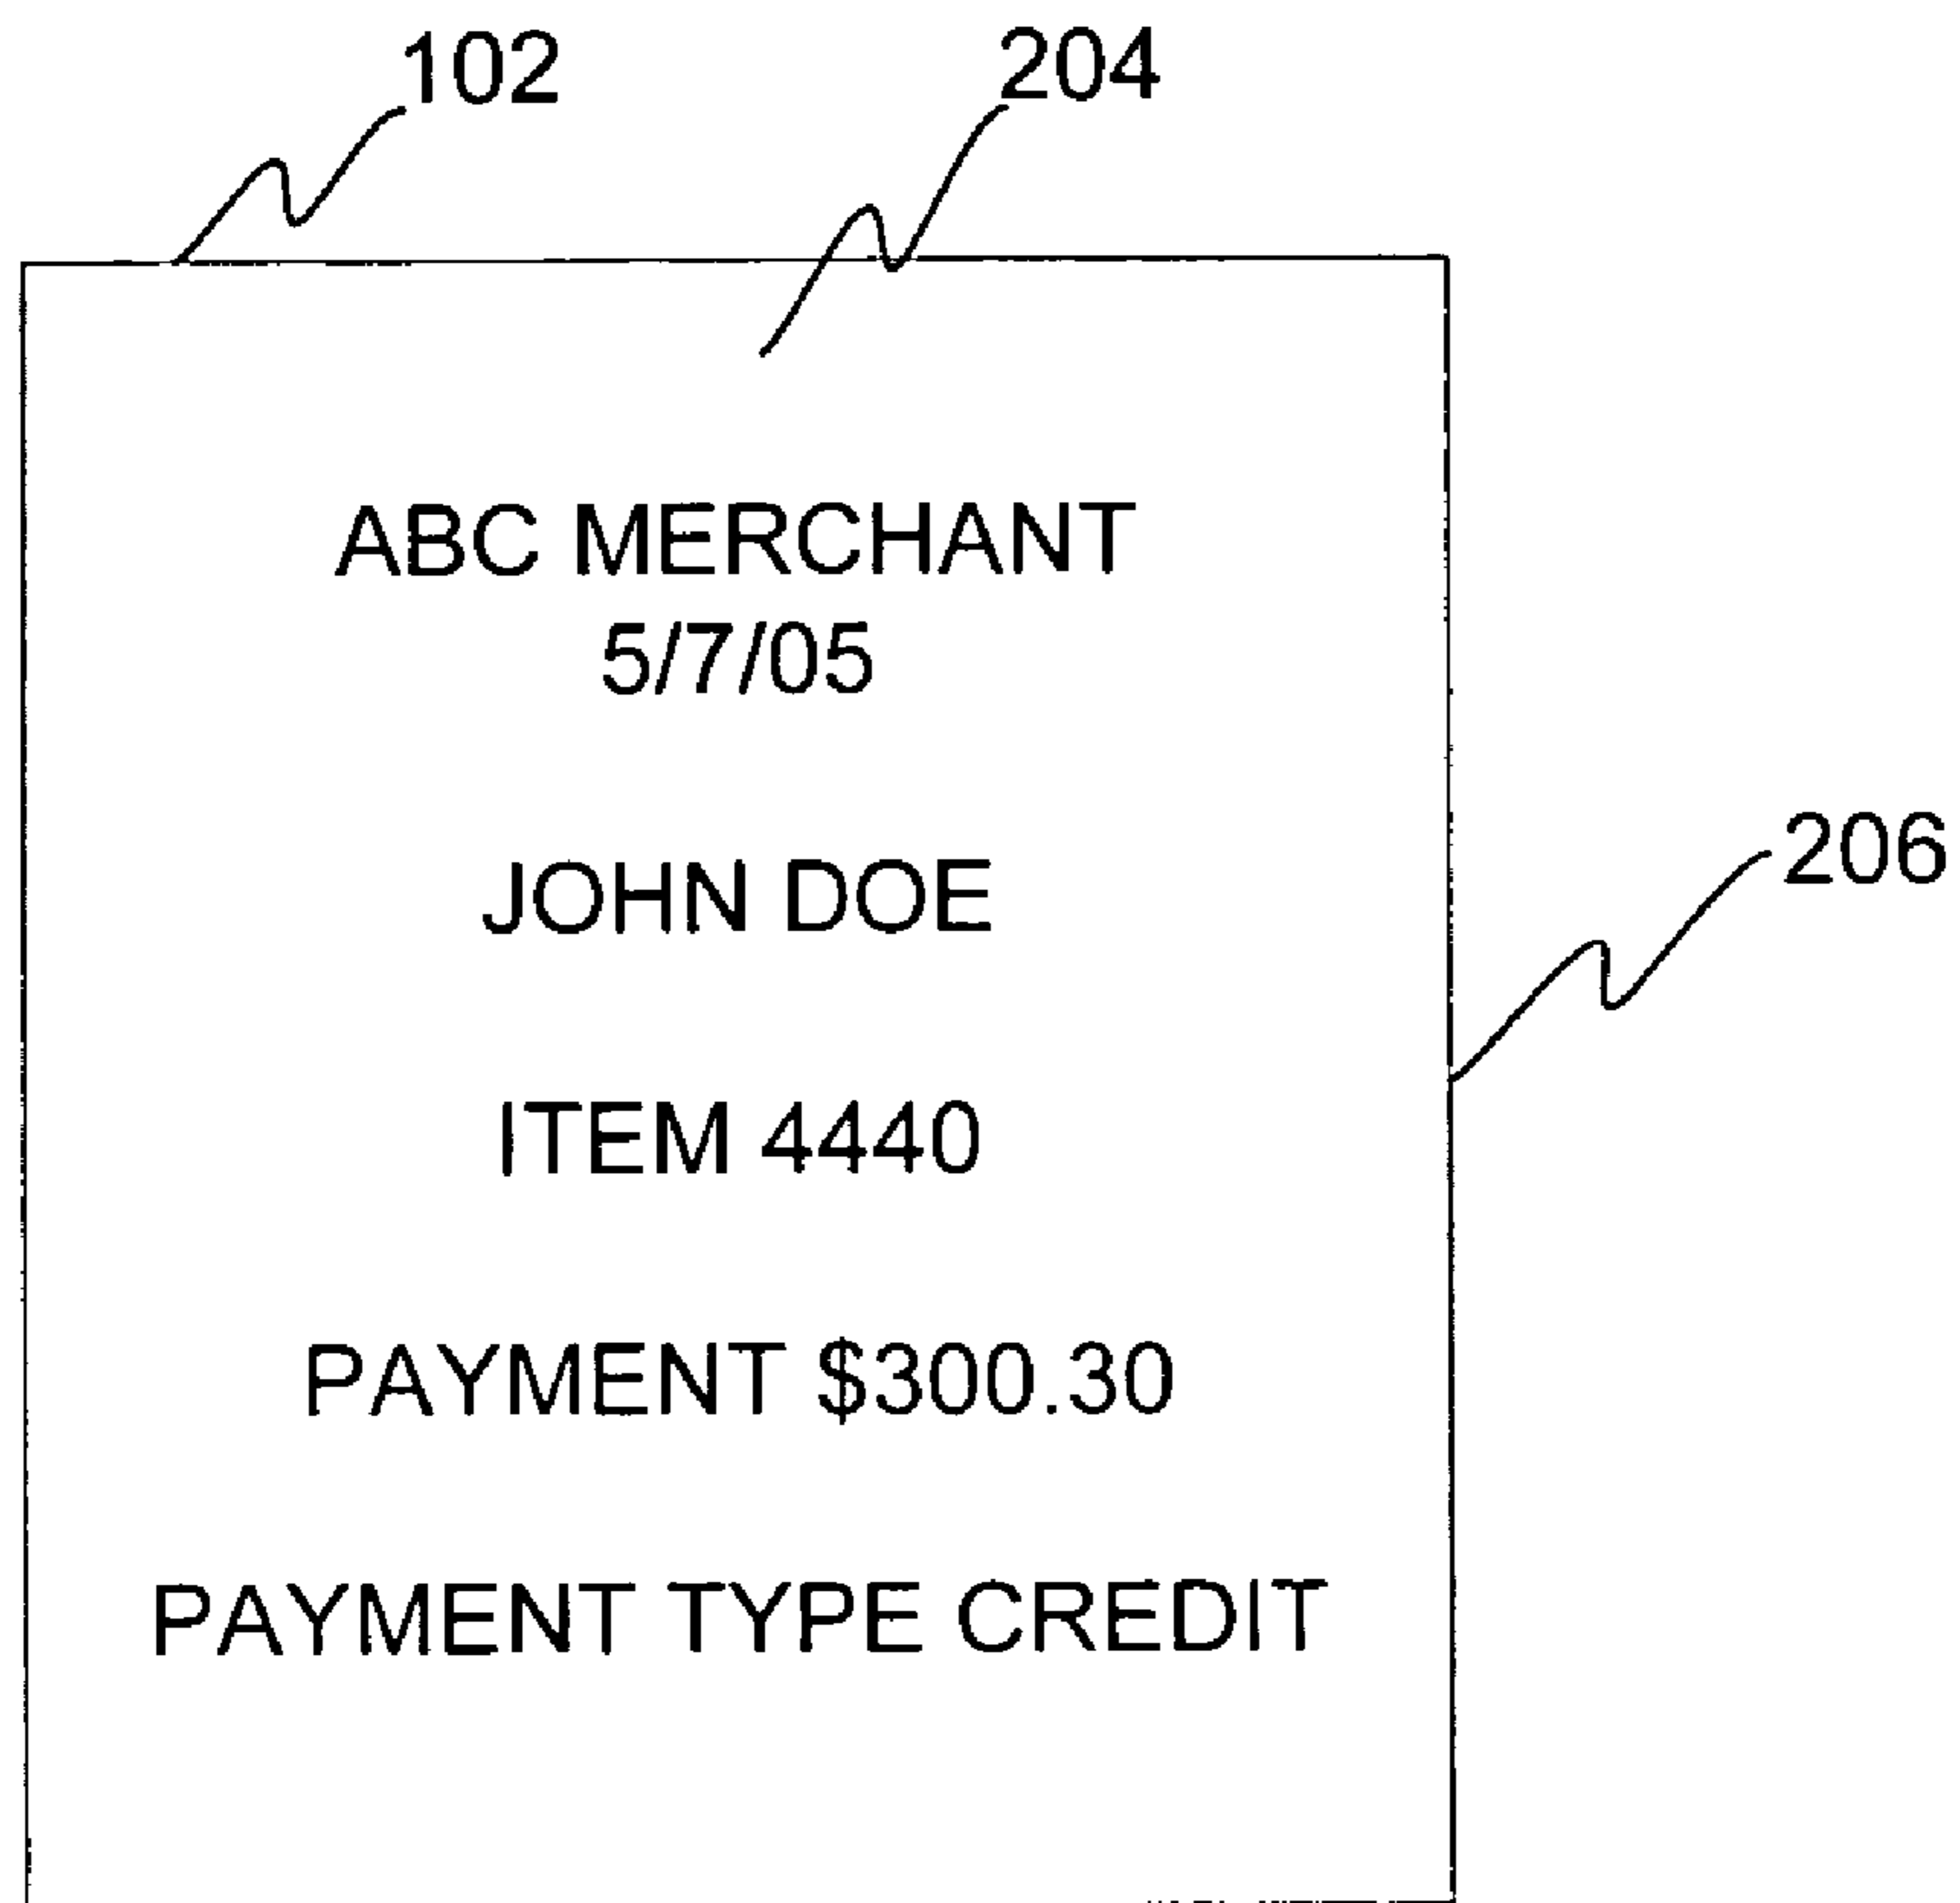 102
204
ABC MERCHANT
5/7/05
JOHN DOE
206
ITEM 4440
PAYMENT $300.30
PAYMENT TYPE CREDIT